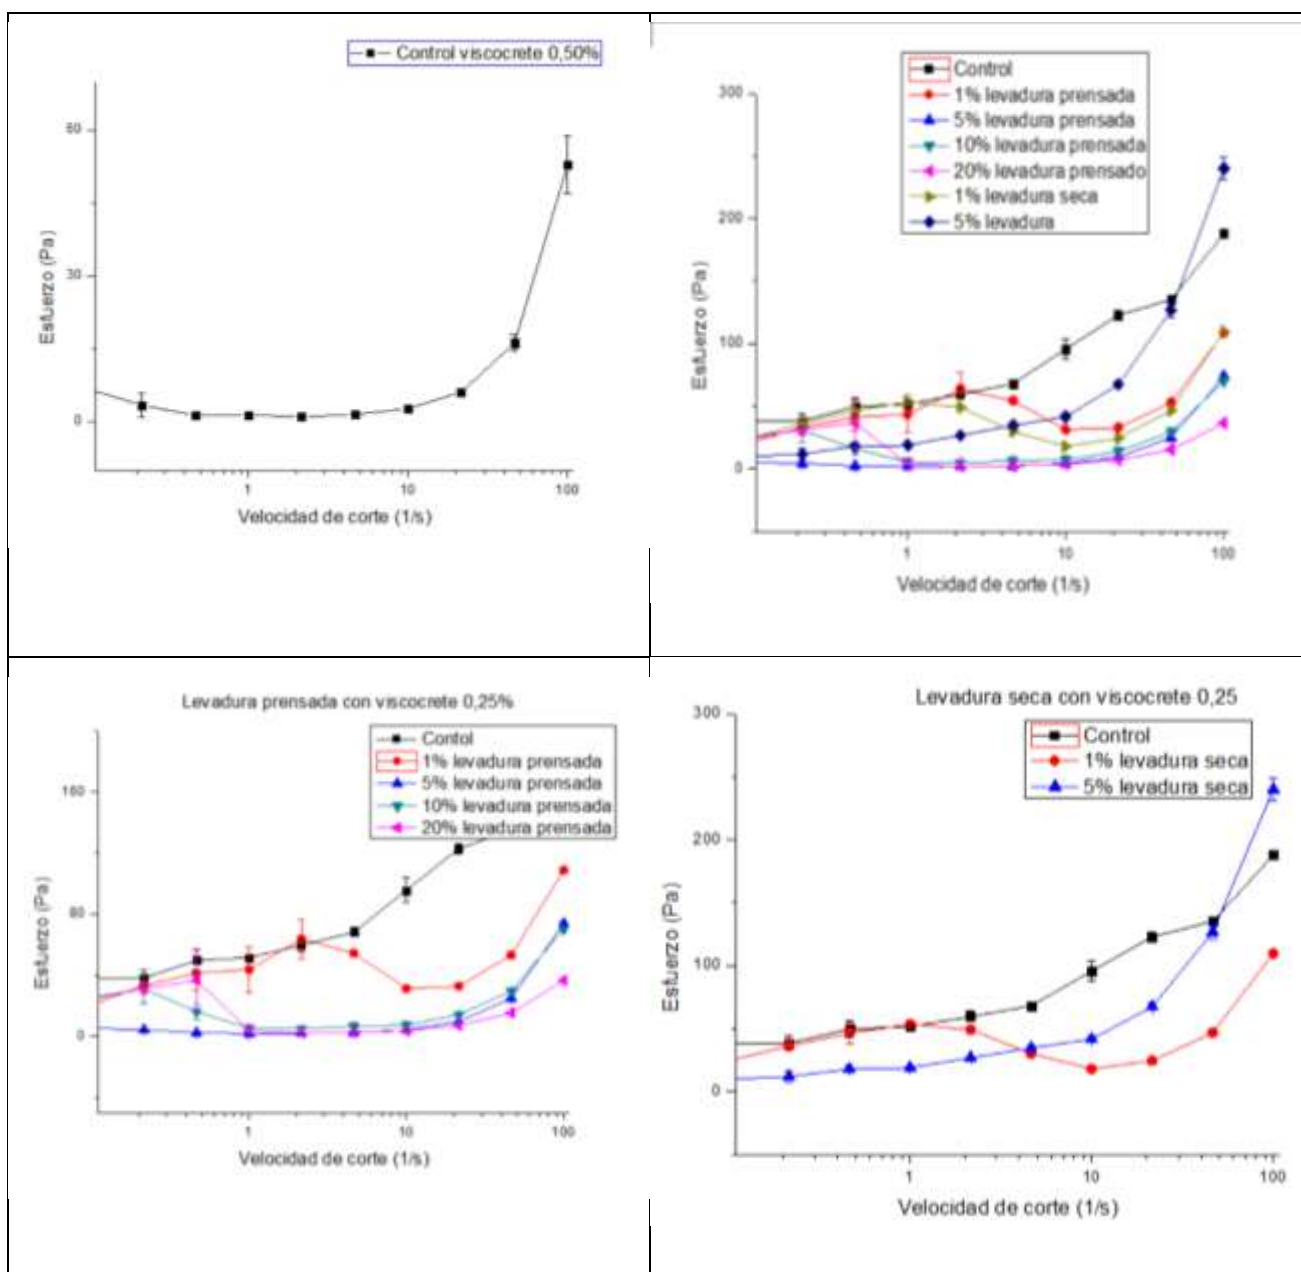 Control viscocrete 0,50%
60
30
0
Esfuerzo (Pa)
1
10
100
Velocidad de corte (1/s)
Control
1% levadura prensada
5% levadura prensada
10% levadura prensada
20% levadura prensado
1% levadura seca
5% levadura
300
200
100
0
Esfuerzo (Pa)
1
10
100
Velocidad de corte (1/s)
Levadura prensada con viscocrete 0,25%
Contol
1% levadura prensada
5% levadura prensada
10% levadura prensada
20% levadura prensada
160
80
0
Esfuerzo (Pa)
1
10
100
Velocidad de corte (1/s)
Levadura seca con viscocrete 0,25
Control
1% levadura seca
5% levadura seca
300
200
100
0
Esfuerzo (Pa)
1
10
100
Velocidad de corte (1/s)